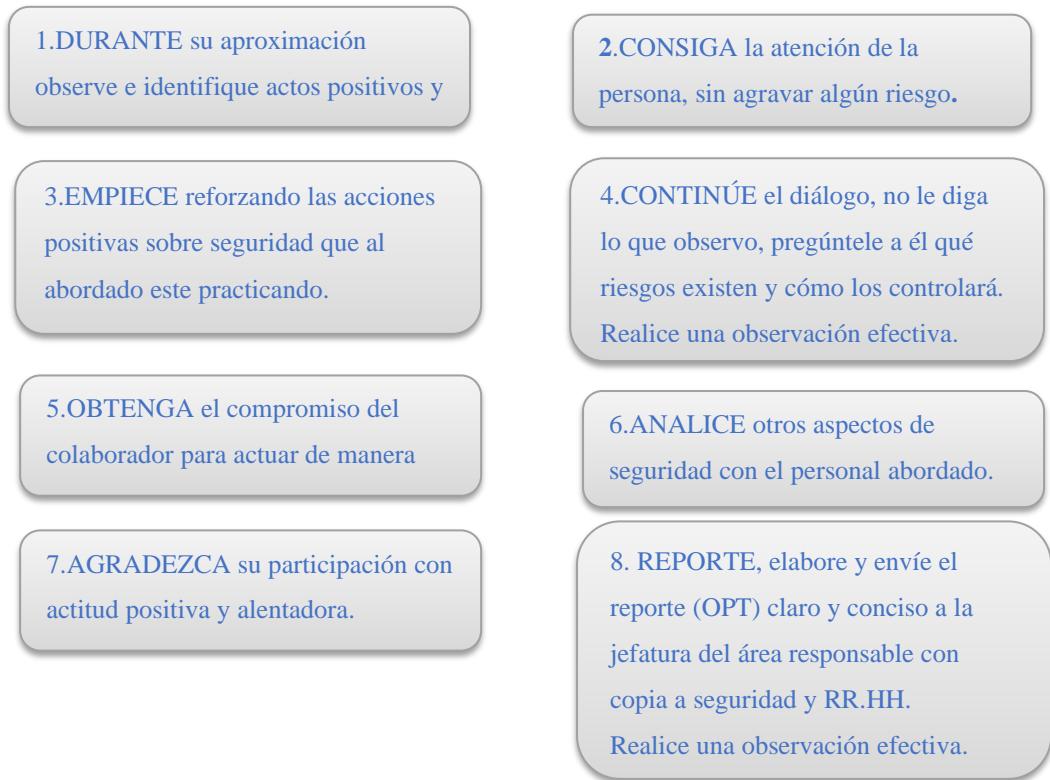 1.DURANTE su aproximación
observe e identifique actos positivos y
2.CONSIGA la atención de la
persona, sin agravar algún riesgo.
3.EMPIECE reforzando las acciones
positivas sobre seguridad que al
abordado este practicando.
4.CONTINÚE el diálogo, no le diga
lo que observo, pregúntele a él qué
riesgos existen y cómo los controlará.
Realice una observación efectiva.
5.OBTENGA el compromiso del
colaborador para actuar de manera
6.ANALICE otros aspectos de
seguridad con el personal abordado.
7.AGRADEZCA su participación con
actitud positiva y alentadora.
8. REPORTE, elabore y envíe el
reporte (OPT) claro y conciso a la
jefatura del área responsable con
copia a seguridad y RR.HH.
Realice una observación efectiva.